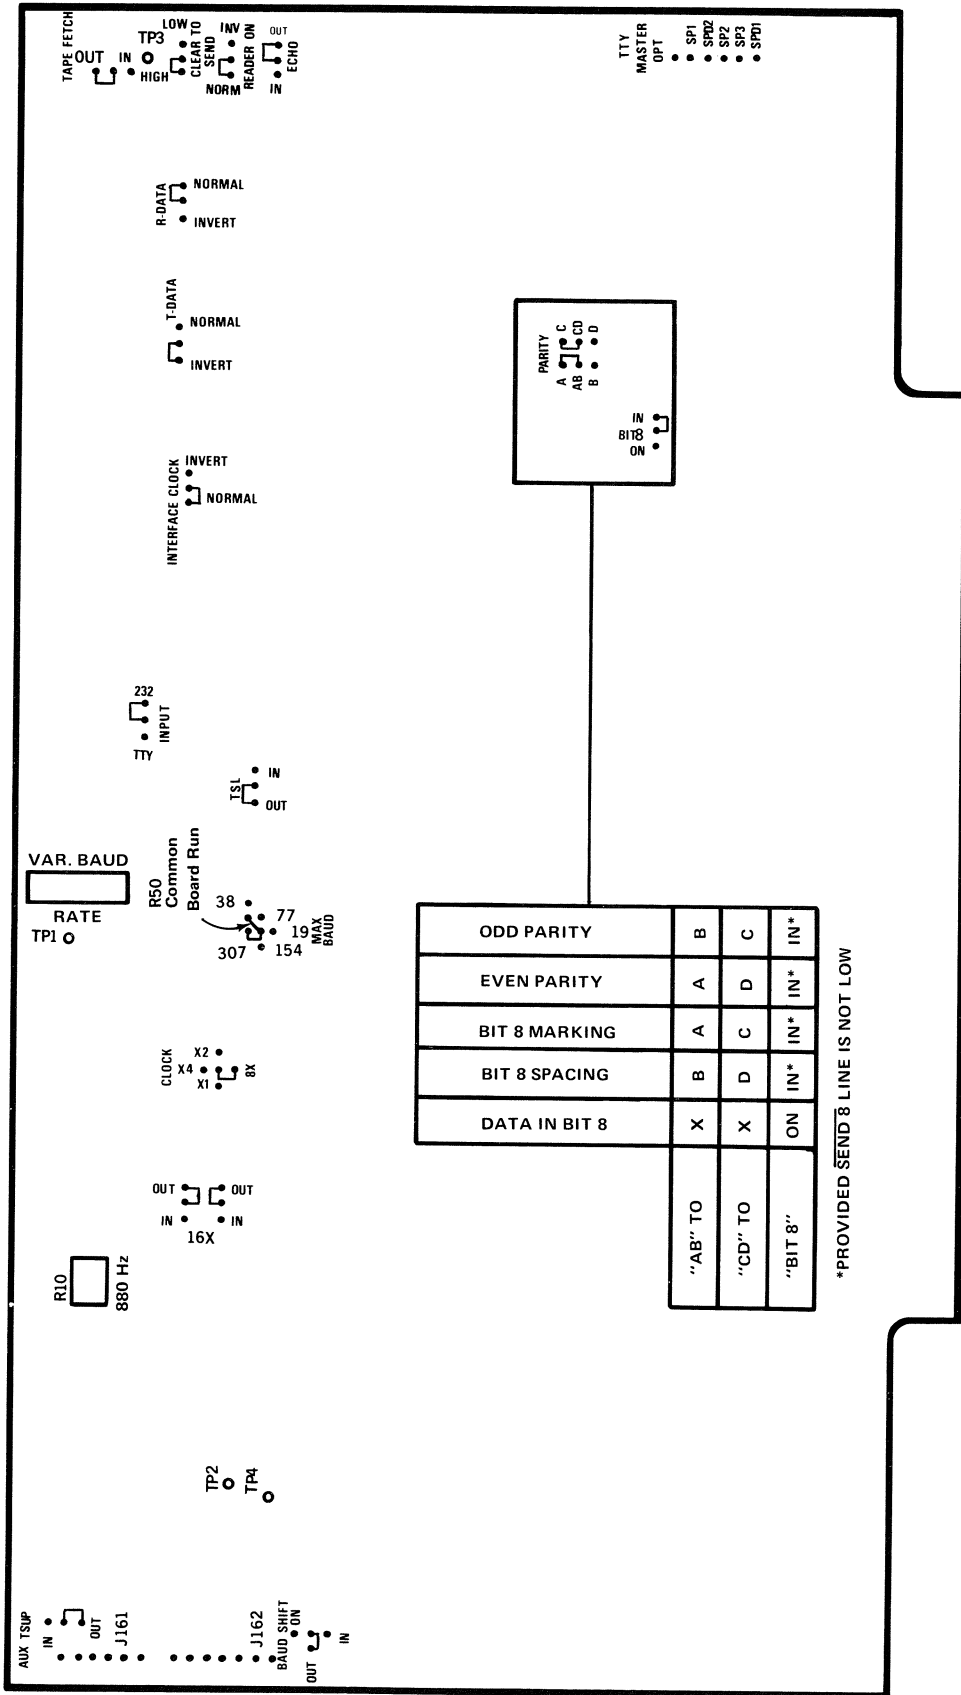 TAPE FETCH
OUT
IN
TP3
HIGH
LOW
CLEAR TO
SEND
INV
READER ON
NORM
OUT
ECHO
IN
TTY
MASTER
OPT
SP1
SPD2
SP2
SP3
SPD1
R-DATA
NORMAL
INVERT
T-DATA
NORMAL
INVERT
PARITY
C
CD
D
A
AB
B
IN
BIT8
ON
INTERFACE CLOCK
INVERT
NORMAL
232
INPUT
TTY
TSL
IN
OUT
VAR. BAUD
RATE
TP1
R50
Common
Board Run
38
77
19
MAX
BAUD
307
154
CLOCK
X2
X4
X1
8X
OUT
OUT
IN
IN
16X
R10
880 Hz
ODD PARITY B C IN*
EVEN PARITY A D IN*
BIT 8 MARKING A C IN*
BIT 8 SPACING B D IN*
DATA IN BIT 8 X X ON
"AB" TO
"CD" TO
"BIT 8"
*PROVIDED SEND 8 LINE IS NOT LOW
TP2
TP4
AUX TSUP
IN
OUT
J161
J162
BAUD SHIFT
ON
OUT
IN